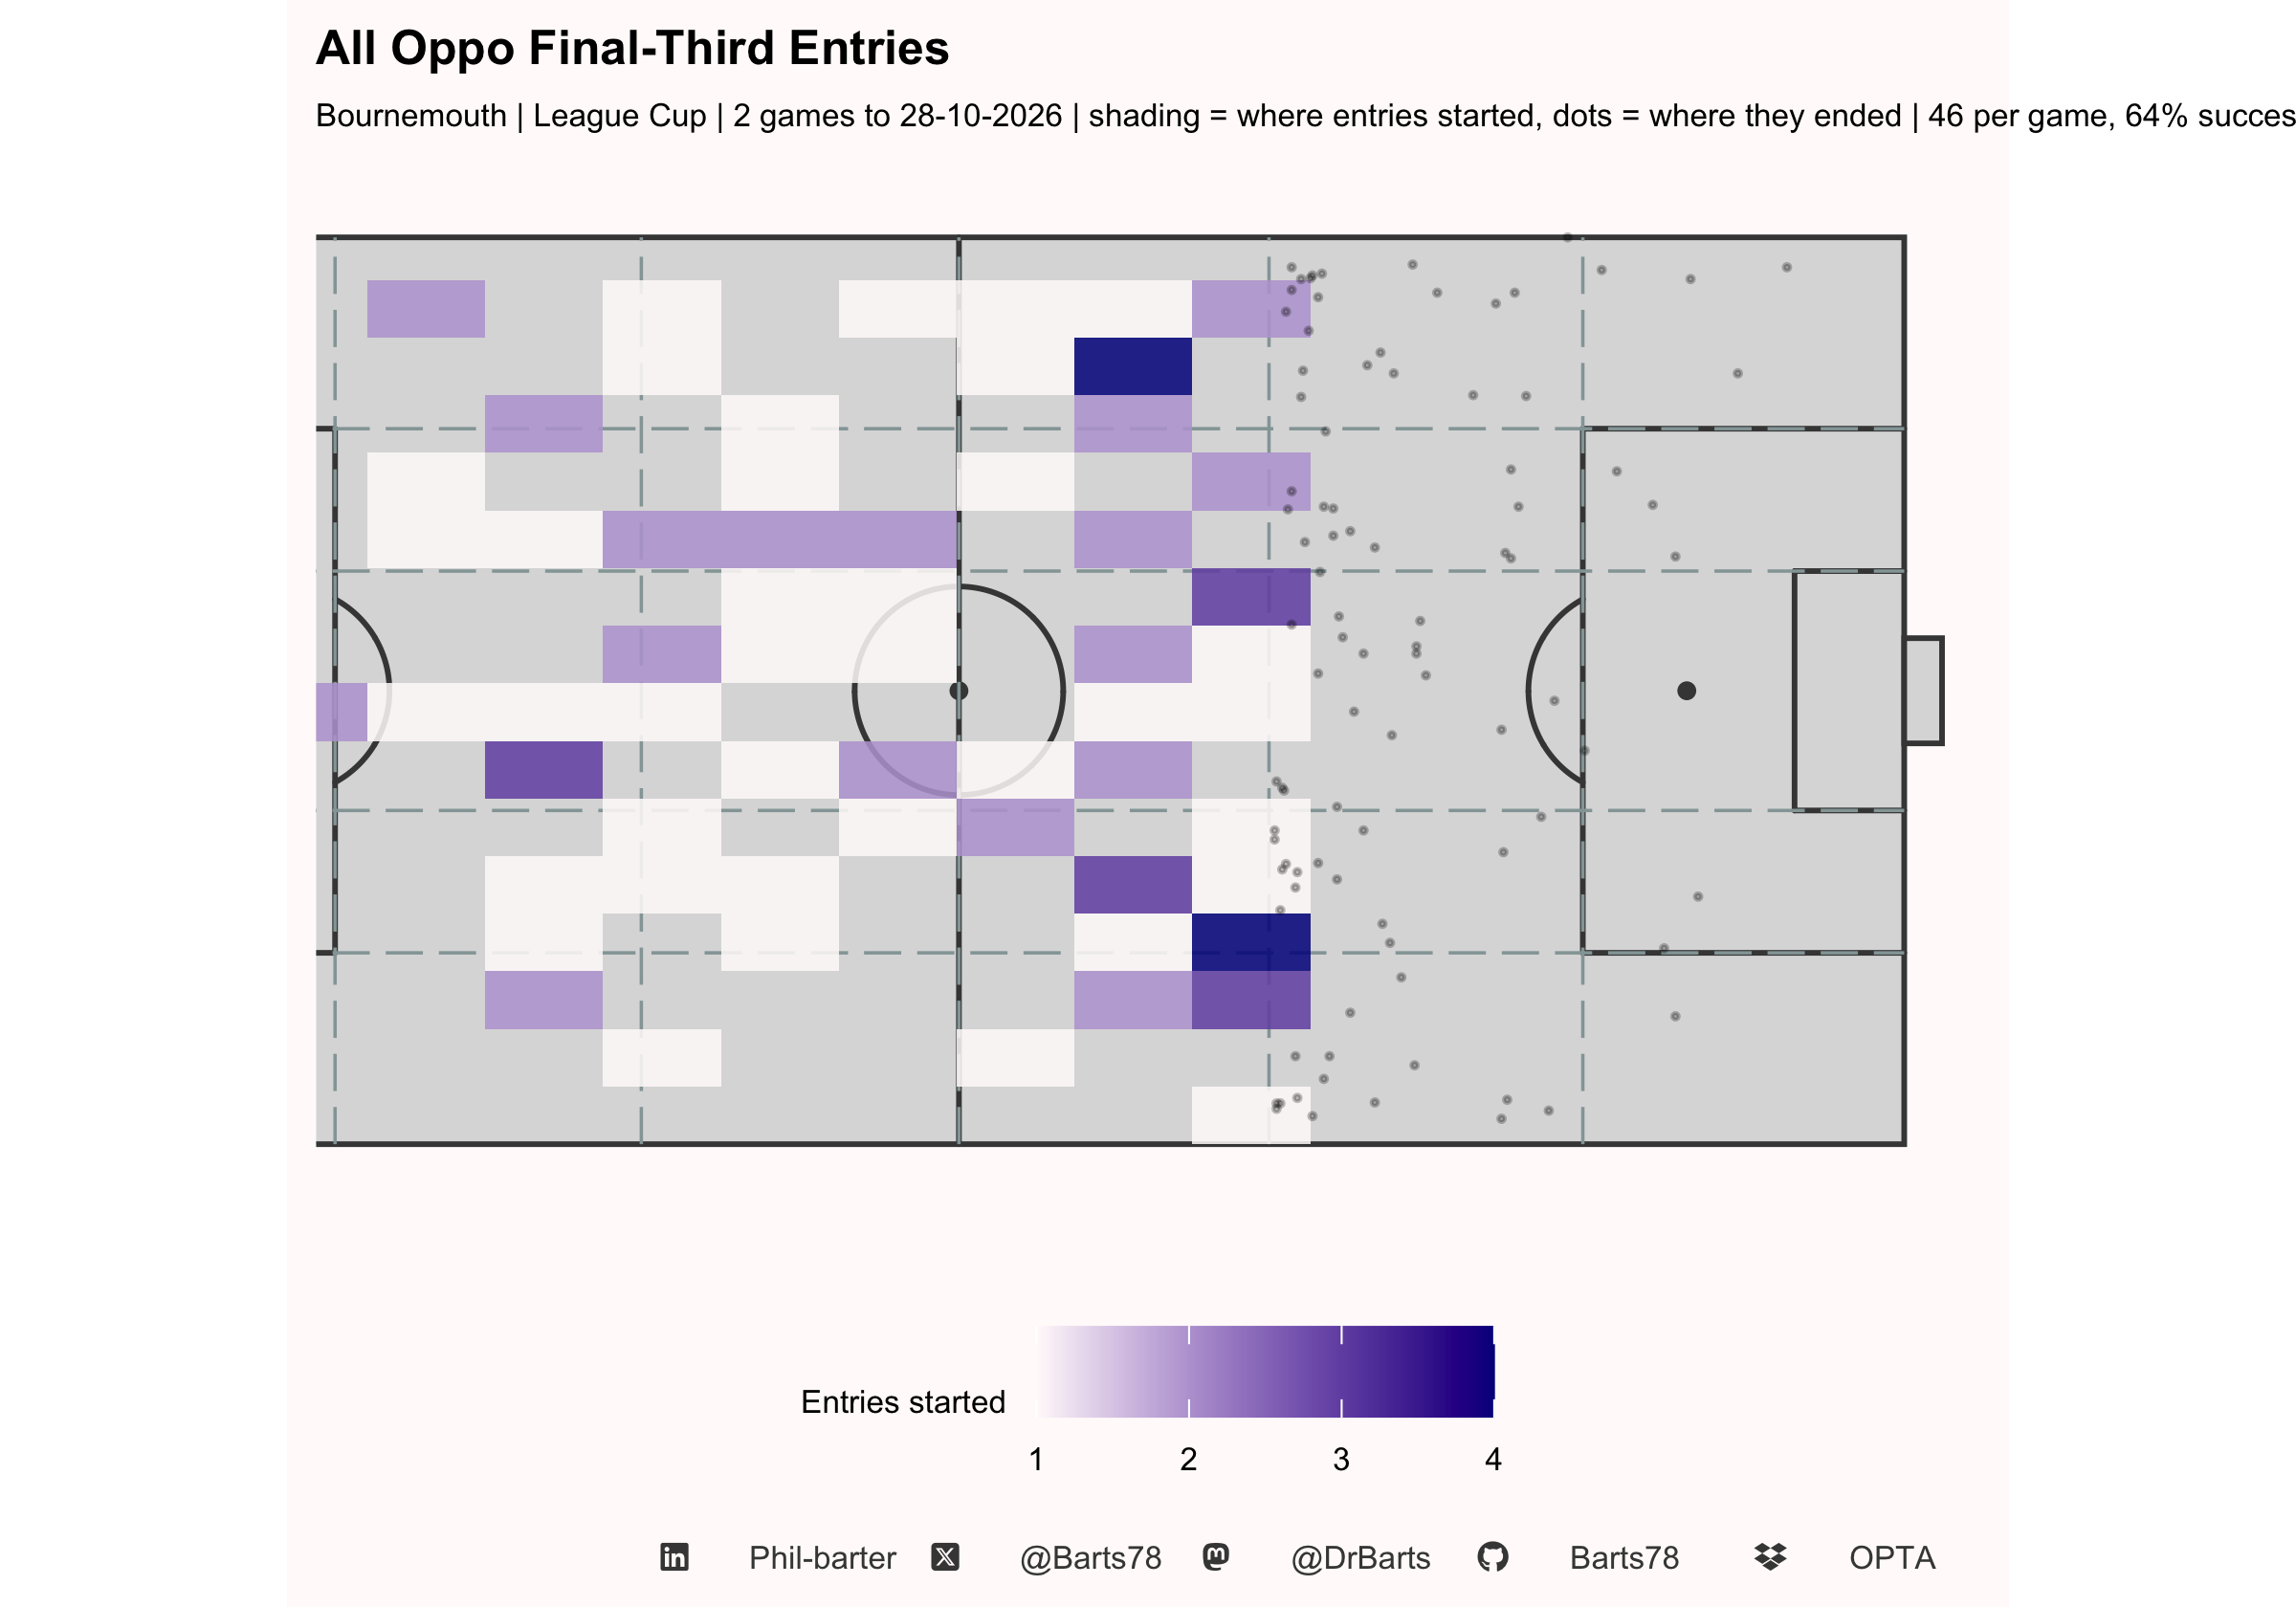 All Oppo Final-Third Entries
Bournemouth | League Cup | 2 games to 28-10-2026 | shading = where entries started, dots = where they ended | 46 per game, 64% succes
Entries started
1 2 3 4
Phil-barter @Barts78 @DrBarts Barts78 OPTA